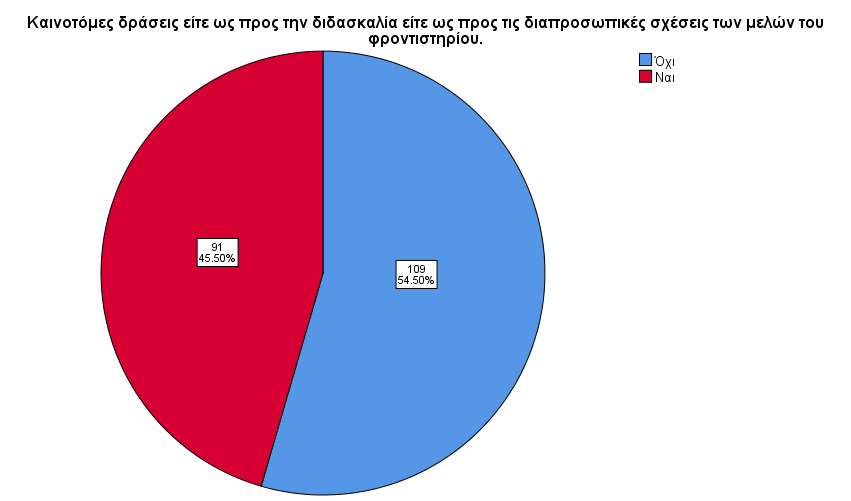 Καινοτόμες δράσεις είτε ως προς την διδασκαλία είτε ως προς τις διαπροσωπικές σχέσεις των μελών του
φροντιστηρίου.
Όχι
Ναι
91
45.50%
109
54.50%